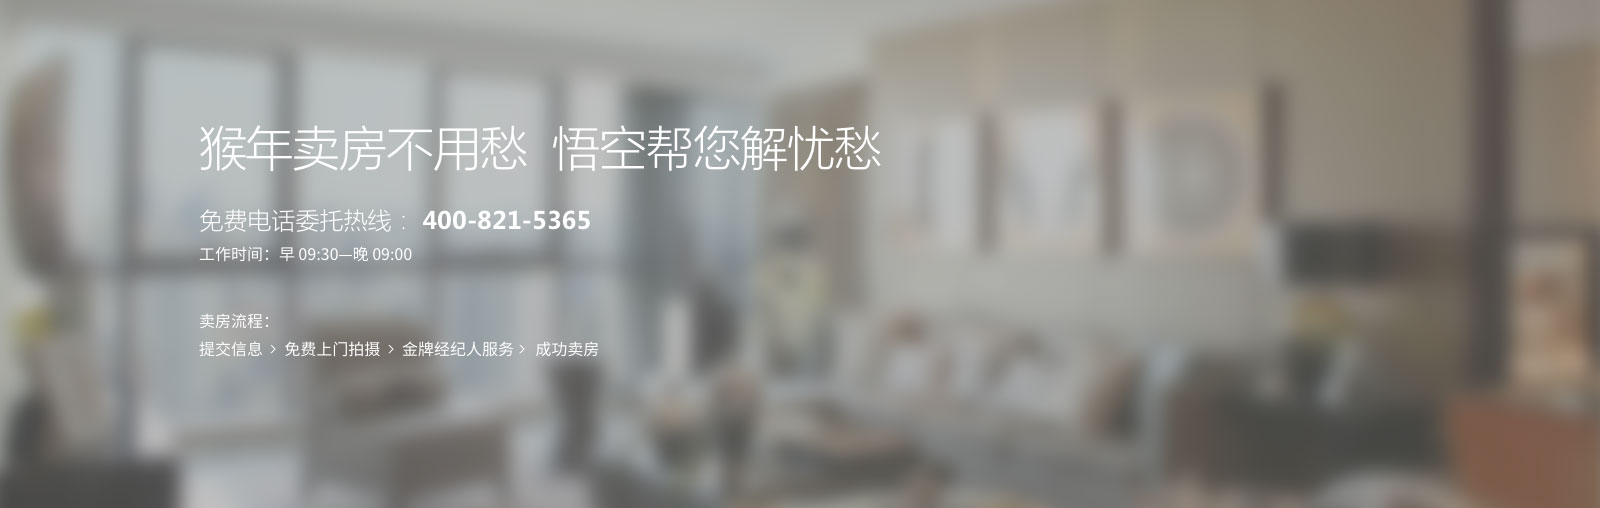 猴年卖房不用愁 悟空帮您解忧愁
免费电话委托热线：400-821-5365
工作时间：早 09:30—晚 09:00
卖房流程：
提交信息 > 免费上门拍摄 > 金牌经纪人服务 > 成功卖房